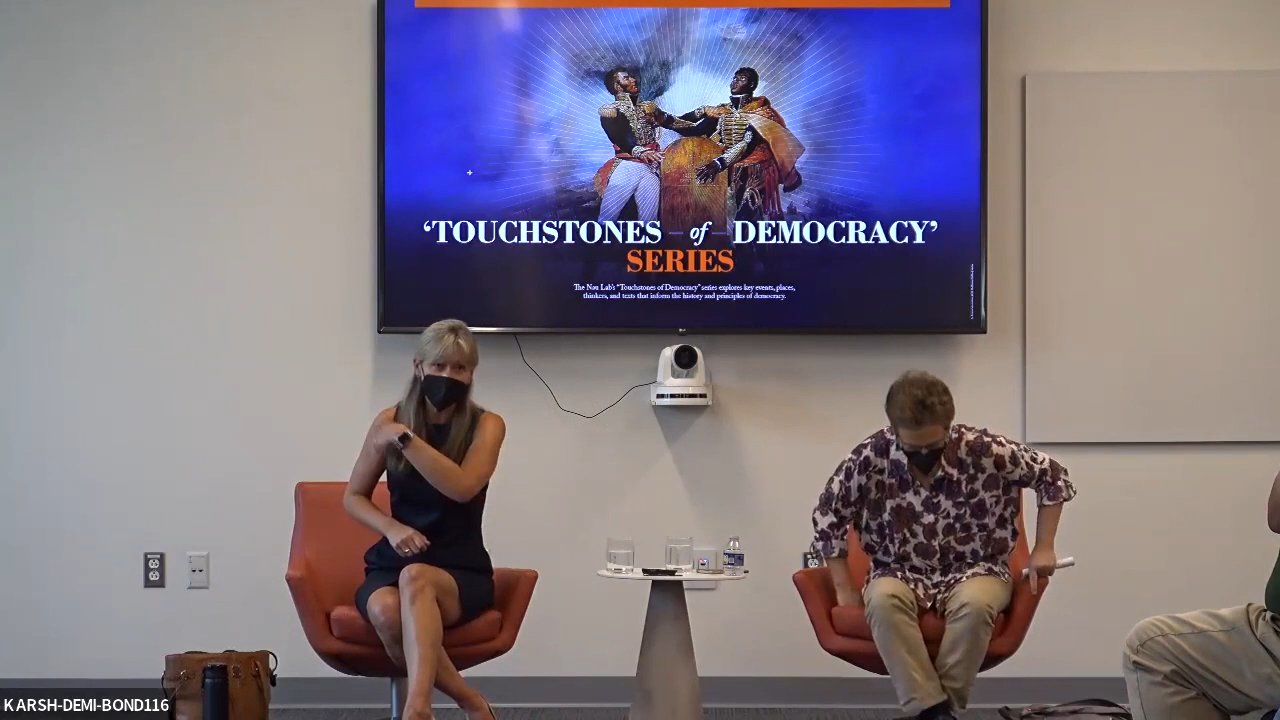 ‘TOUCHSTONES of DEMOCRACY’
SERIES
The Nau Lab's "Touchstones of Democracy" series explores key events, places,
thinkers, and texts that inform the history and principles of democracy.
KARSH-DEMI-BOND116